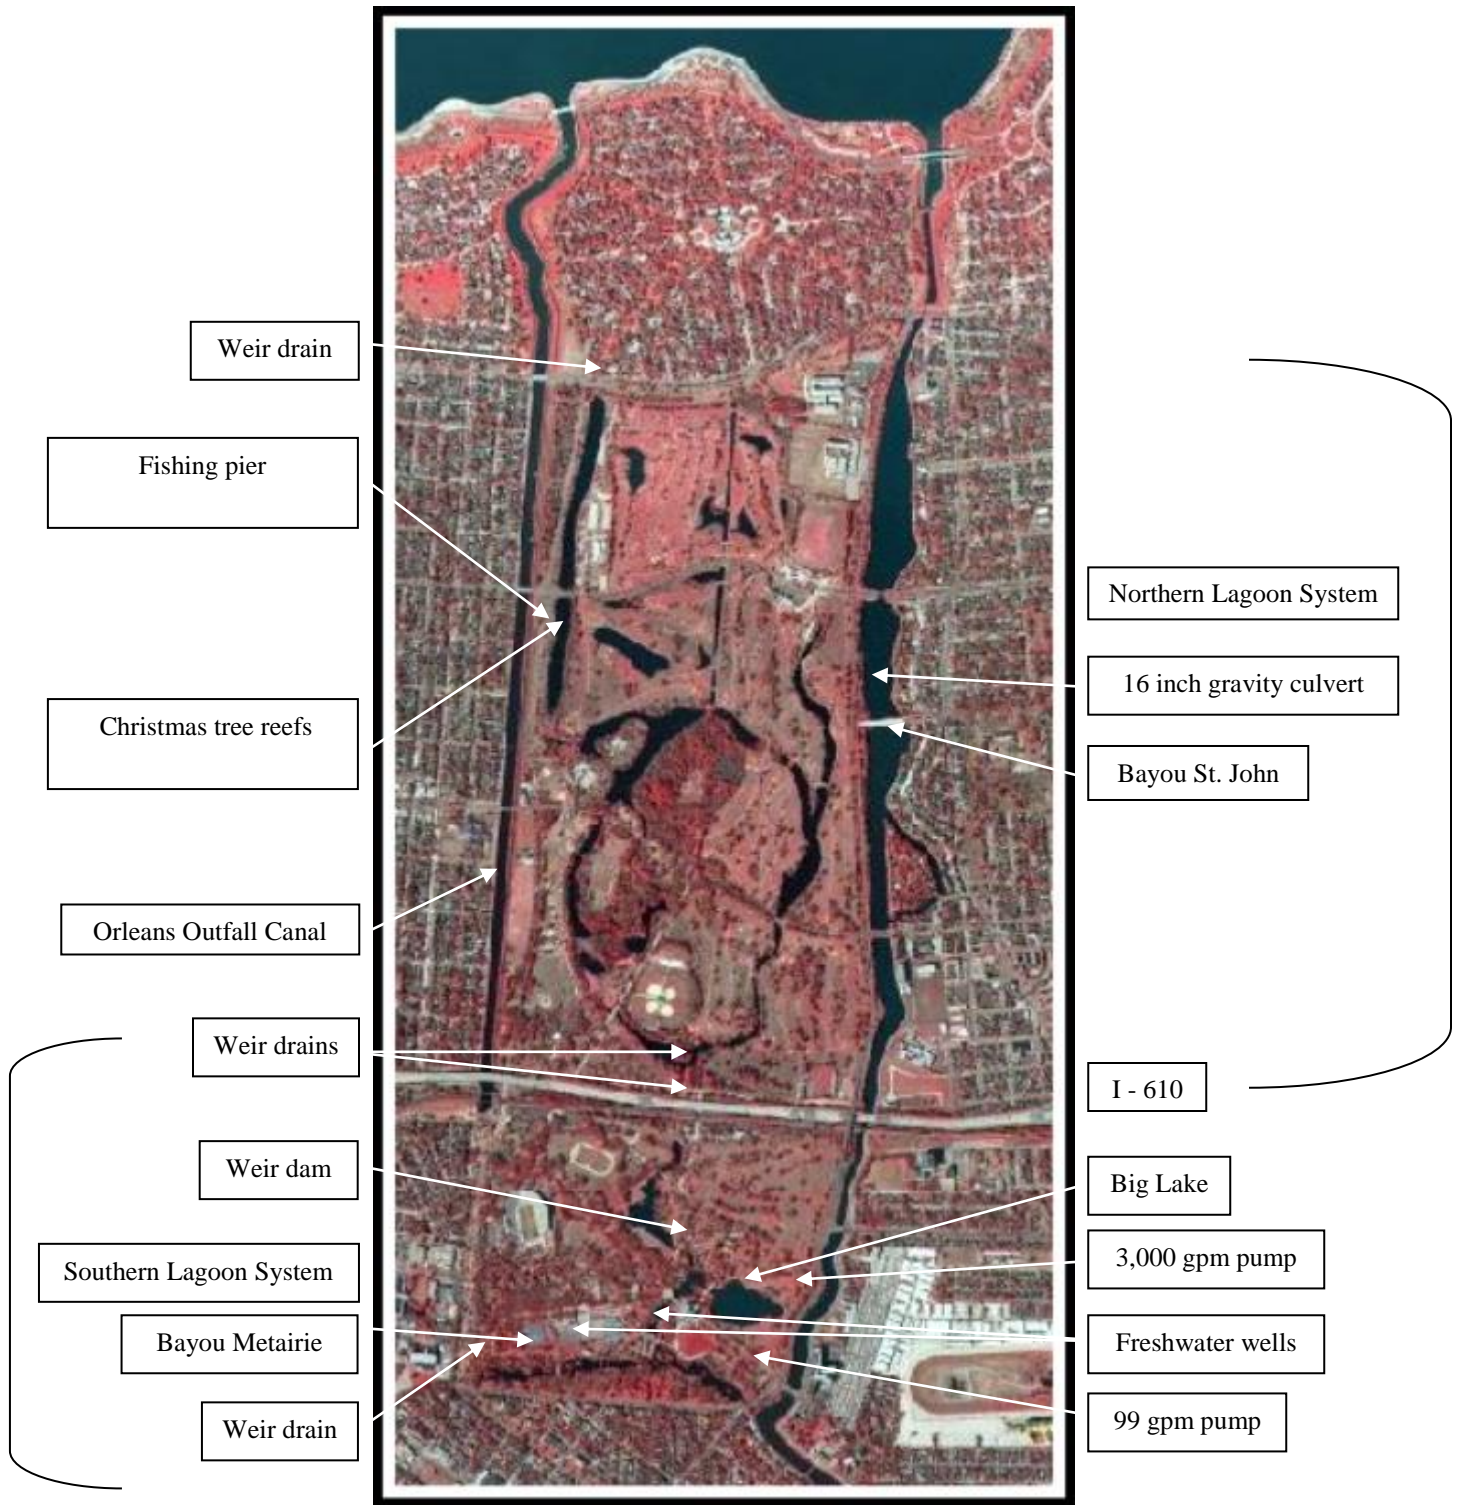 Weir drain
Fishing pier
Christmas tree reefs
Orleans Outfall Canal
Weir drains
Weir dam
Southern Lagoon System
Bayou Metairie
Weir drain
Northern Lagoon System
16 inch gravity culvert
Bayou St. John
I - 610
Big Lake
3,000 gpm pump
Freshwater wells
99 gpm pump